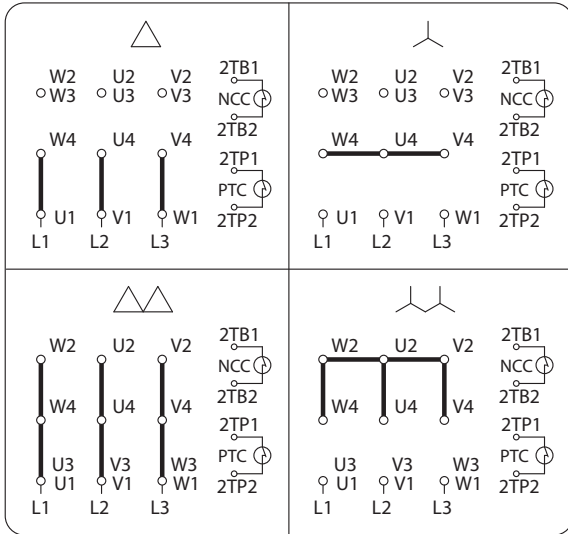 W2 U2 V2 2TB1
W3 U3 V3 NCC
2TB2
W4 U4 V4 2TP1
PTC
U1 V1 W1 2TP2
L1 L2 L3
W2 U2 V2 2TB1
W3 U3 V3 NCC
2TB2
W4 U4 V4 2TP1
PTC
U1 V1 W1 2TP2
L1 L2 L3
2TB1
W2 U2 V2
NCC
2TB2
W4 U4 V4
2TP1
PTC
U3 V3 W3
U1 V1 W1 2TP2
L1 L2 L3
2TB1
W2 U2 V2
NCC
2TB2
W4 U4 V4
2TP1
PTC
U3 V3 W3
U1 V1 W1 2TP2
L1 L2 L3